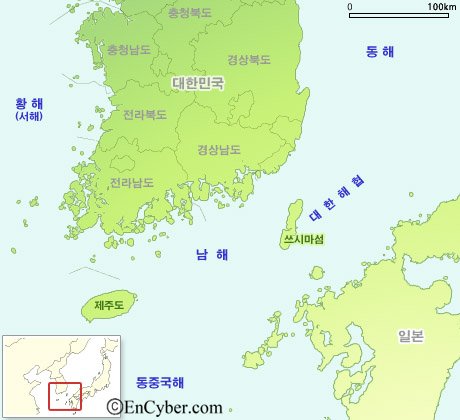 0 100km
충청북도
충청남도
동 해
경상북도
대한민국
황 해
(서해)
전라북도
경상남도
전라남도
대 한 해 협
쓰시마섬
남 해
제주도
일본
동중국해
©EnCyber.com